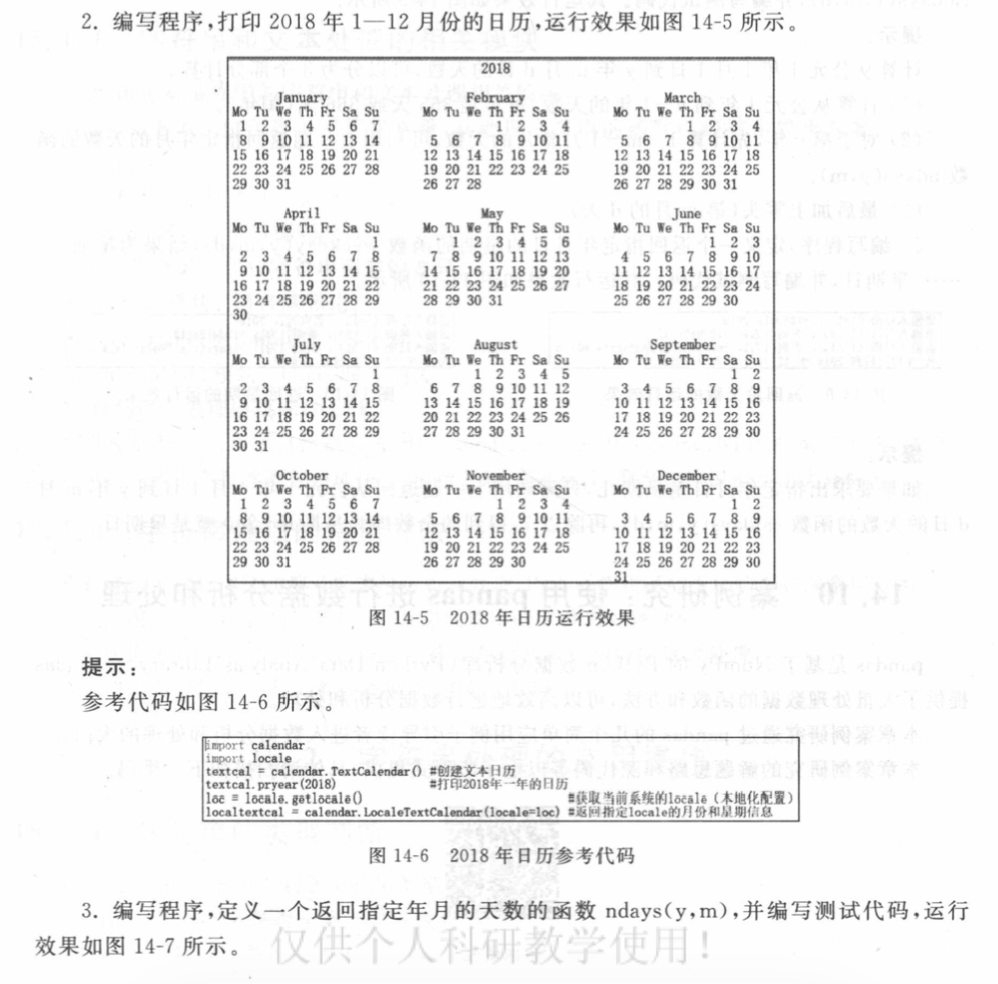 2. 编写程序,打印 2018 年 1—12 月份的日历,运行效果如图 14-5 所示。
2018
January February March
Mo Tu We Th Fr Sa Su Mo Tu We Th Fr Sa Su Mo Tu We Th Fr Sa Su
1 2 3 4 5 6 7 1 2 3 4 1 2 3 4
8 9 10 11 12 13 14 5 6 7 8 9 10 11 5 6 7 8 9 10 11
15 16 17 18 19 20 21 12 13 14 15 16 17 18 12 13 14 15 16 17 18
22 23 24 25 26 27 28 19 20 21 22 23 24 25 19 20 21 22 23 24 25
29 30 31 26 27 28 26 27 28 29 30 31
April May June
Mo Tu We Th Fr Sa Su Mo Tu We Th Fr Sa Su Mo Tu We Th Fr Sa Su
1 1 2 3 4 5 6 1 2 3
2 3 4 5 6 7 8 7 8 9 10 11 12 13 4 5 6 7 8 9 10
9 10 11 12 13 14 15 14 15 16 17 18 19 20 11 12 13 14 15 16 17
16 17 18 19 20 21 22 21 22 23 24 25 26 27 18 19 20 21 22 23 24
23 24 25 26 27 28 29 28 29 30 31 25 26 27 28 29 30
30
July August September
Mo Tu We Th Fr Sa Su Mo Tu We Th Fr Sa Su Mo Tu We Th Fr Sa Su
1 1 2 3 4 5 1 2
2 3 4 5 6 7 8 6 7 8 9 10 11 12 3 4 5 6 7 8 9
9 10 11 12 13 14 15 13 14 15 16 17 18 19 10 11 12 13 14 15 16
16 17 18 19 20 21 22 20 21 22 23 24 25 26 17 18 19 20 21 22 23
23 24 25 26 27 28 29 27 28 29 30 31 24 25 26 27 28 29 30
30 31
October November December
Mo Tu We Th Fr Sa Su Mo Tu We Th Fr Sa Su Mo Tu We Th Fr Sa Su
1 2 3 4 5 6 7 1 2 3 4 1 2
8 9 10 11 12 13 14 5 6 7 8 9 10 11 3 4 5 6 7 8 9
15 16 17 18 19 20 21 12 13 14 15 16 17 18 10 11 12 13 14 15 16
22 23 24 25 26 27 28 19 20 21 22 23 24 25 17 18 19 20 21 22 23
29 30 31 26 27 28 29 30 24 25 26 27 28 29 30
31
图 14-5 2018 年日历运行效果
提示:
参考代码如图 14-6 所示。
import calendar
import locale
textcal = calendar.TextCalendar() #创建文本日历
textcal.pryear(2018) #打印2018年一年的日历
loc = locale.getlocale() #获取当前系统的locale(本地化配置)
localtextcal = calendar.LocaleTextCalendar(locale=loc) #返回指定locale的月份和星期信息
图 14-6 2018 年日历参考代码
3. 编写程序,定义一个返回指定年月的天数的函数 ndays(y,m),并编写测试代码,运行
效果如图 14-7 所示。
仅供个人科研教学使用!